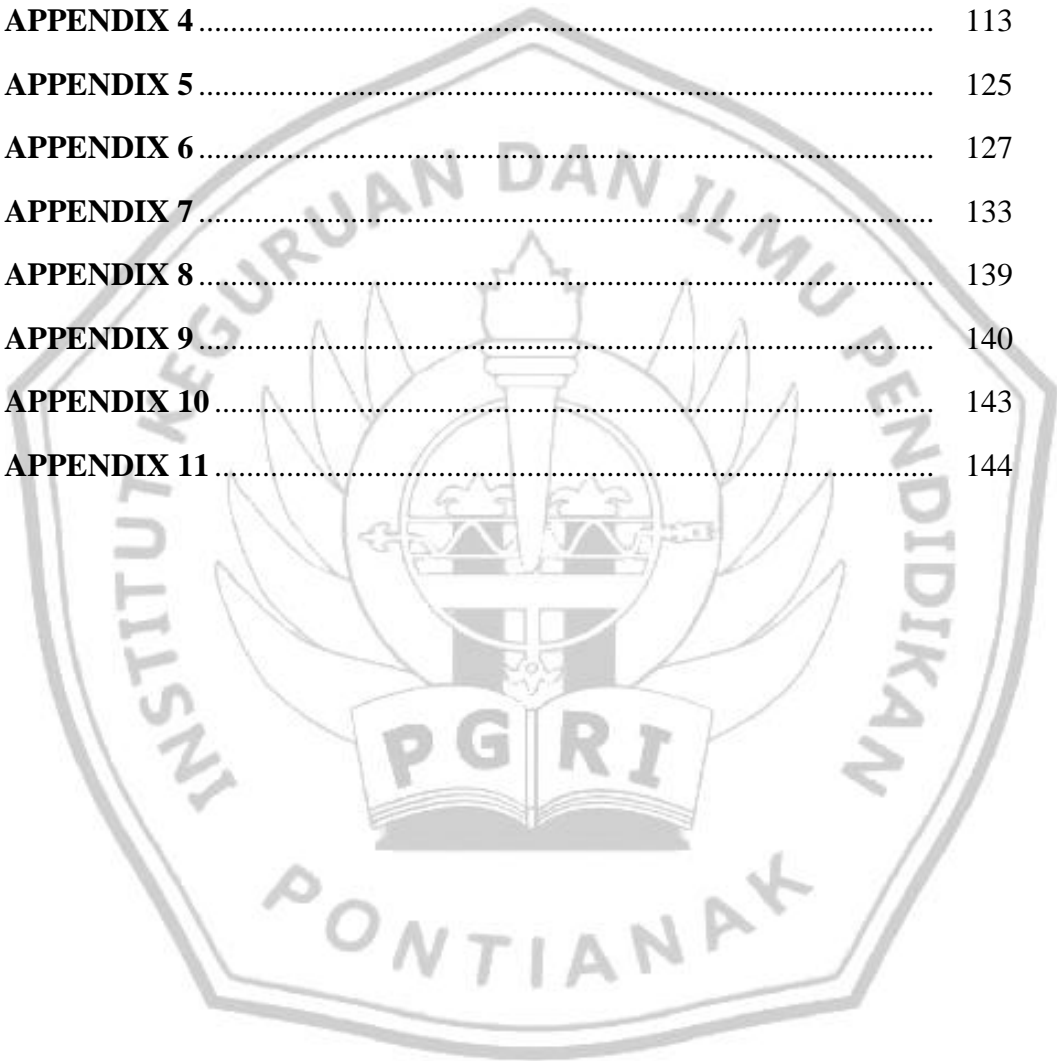 APPENDIX 4 ........................................................................................ 113
APPENDIX 5 ........................................................................................ 125
APPENDIX 6 ........................................................................................ 127
APPENDIX 7 ........................................................................................ 133
APPENDIX 8 ........................................................................................ 139
APPENDIX 9 ........................................................................................ 140
APPENDIX 10 ...................................................................................... 143
APPENDIX 11 ...................................................................................... 144
INSTITUT KEGURUAN DAN ILMU PENDIDIKAN
PGRI
PONTIANAK